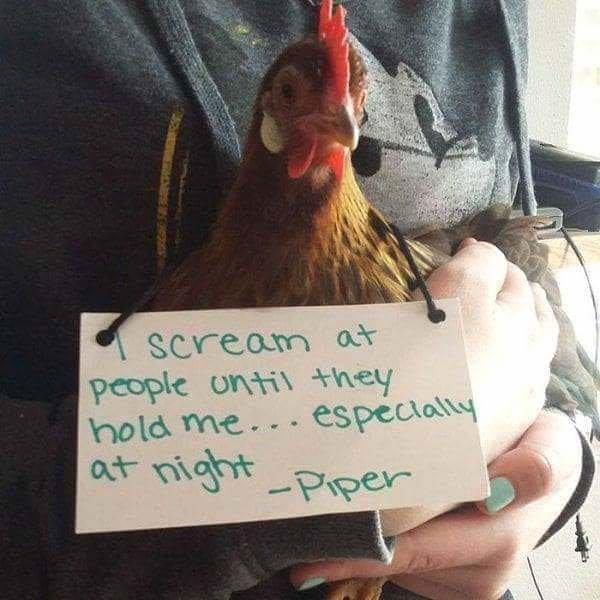 I scream at
people until they
hold me... especially
at night
-Piper